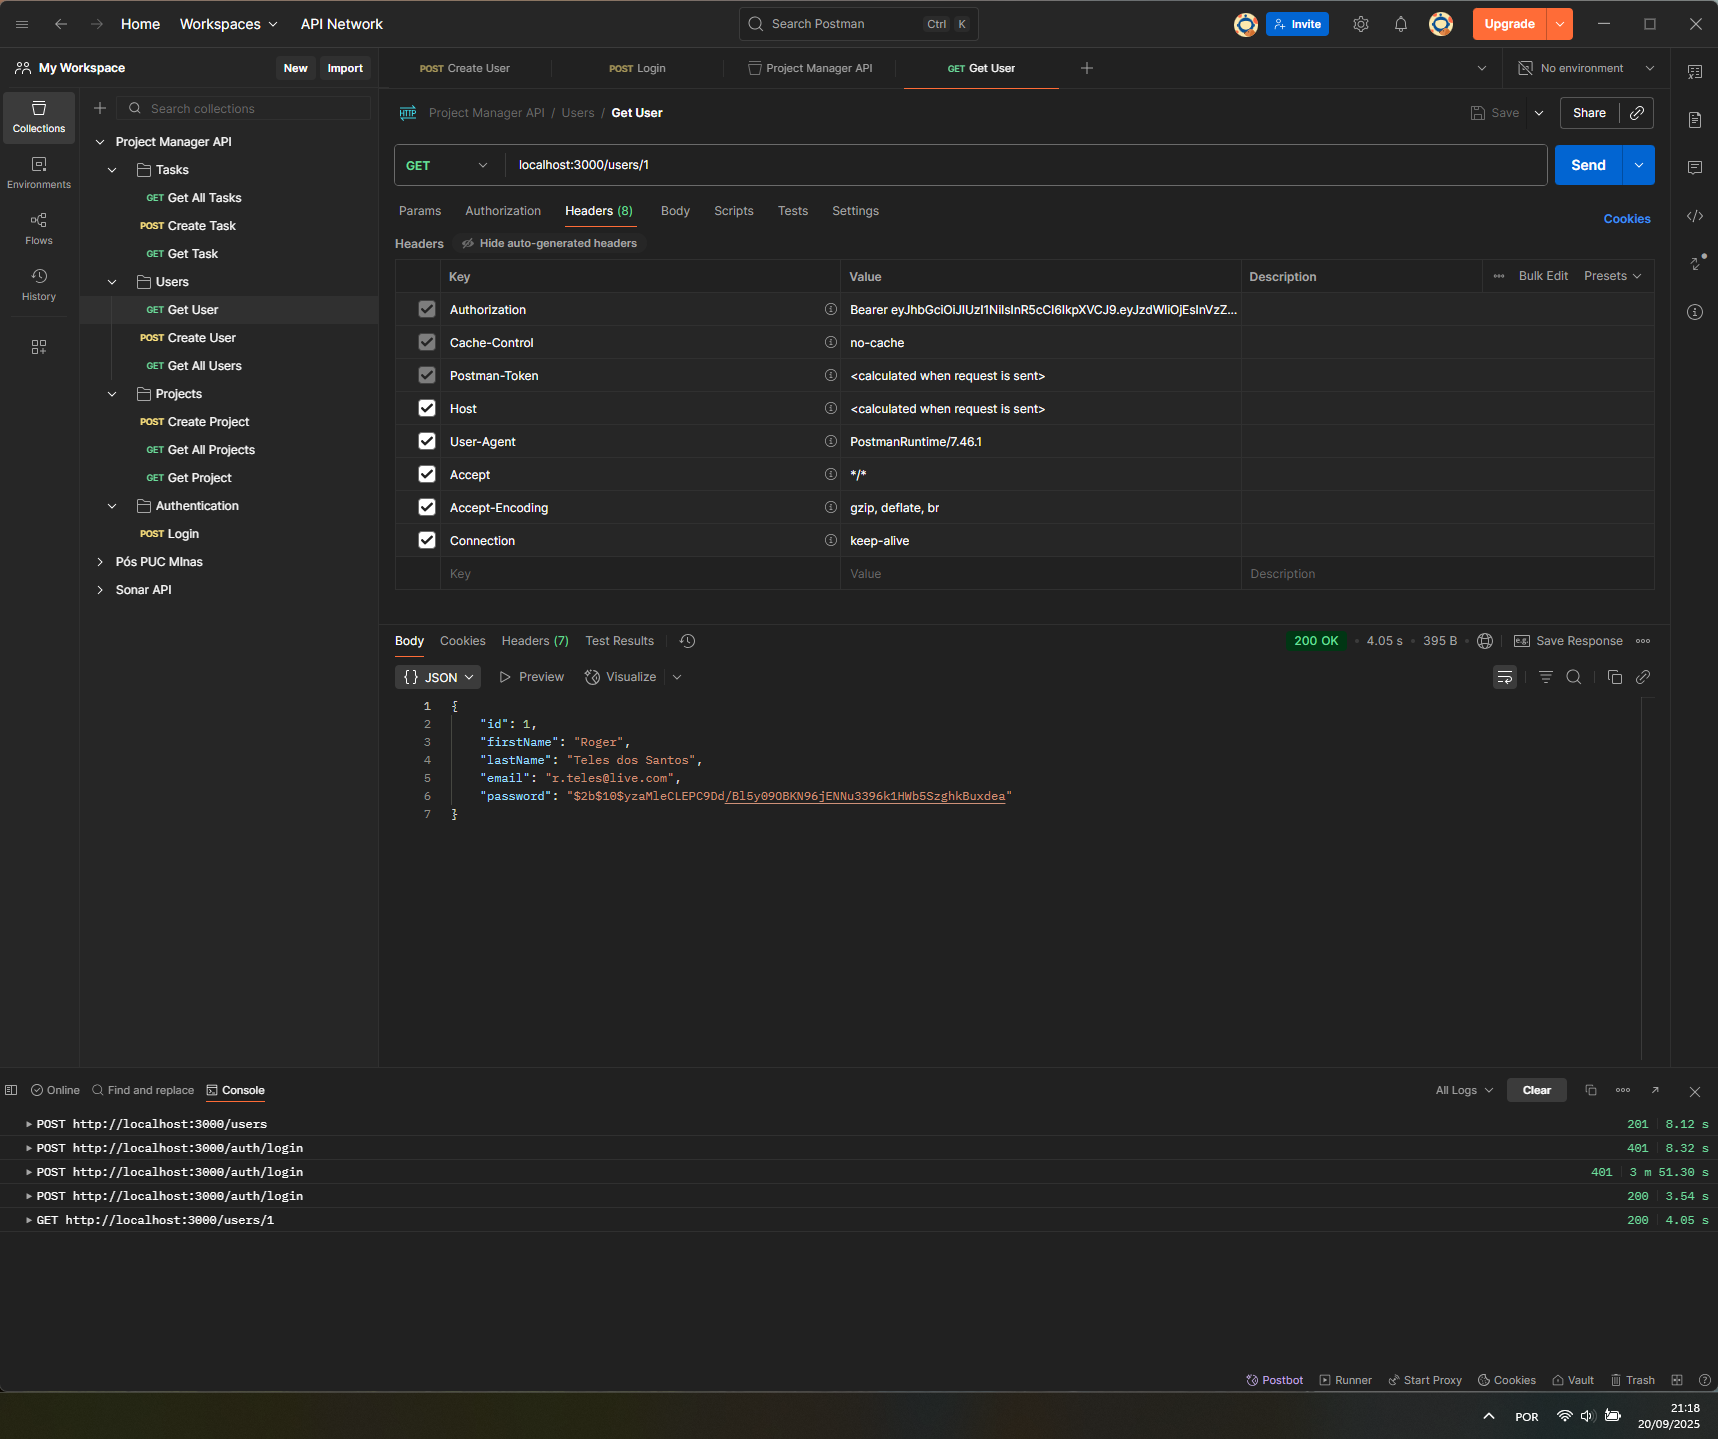 Home Workspaces API Network Search Postman Ctrl K Invite Upgrade
My Workspace New Import POST Create User POST Login Project Manager API GET Get User No environment
Collections
Environments
Flows
History
Search collections
Project Manager API
Tasks
GET Get All Tasks
POST Create Task
GET Get Task
Users
GET Get User
POST Create User
GET Get All Users
Projects
POST Create Project
GET Get All Projects
GET Get Project
Authentication
POST Login
Pós PUC MInas
Sonar API
HTTP Project Manager API / Users / Get User Save Share
GET localhost:3000/users/1 Send
Params Authorization Headers (8) Body Scripts Tests Settings Cookies
Headers Hide auto-generated headers
Key Value Description Bulk Edit Presets
Authorization Bearer eyJhbGciOiJIUzI1NiIsInR5cCI6IkpXVCJ9.eyJzdWIiOjEsInVzZ...
Cache-Control no-cache
Postman-Token <calculated when request is sent>
Host <calculated when request is sent>
User-Agent PostmanRuntime/7.46.1
Accept */*
Accept-Encoding gzip, deflate, br
Connection keep-alive
Key Value Description
Body Cookies Headers (7) Test Results 200 OK • 4.05 s • 395 B • e.g. Save Response
{} JSON Preview Visualize
1 {
2 "id": 1,
3 "firstName": "Roger",
4 "lastName": "Teles dos Santos",
5 "email": "r.teles@live.com",
6 "password": "$2b$10$yzaMleCLEPC9Dd/Bl5y09OBKN96jENNu3396k1HWb5SzghkBuxdea"
7 }
Online Find and replace Console All Logs Clear
POST http://localhost:3000/users 201 8.12 s
POST http://localhost:3000/auth/login 401 8.32 s
POST http://localhost:3000/auth/login 401 3 m 51.30 s
POST http://localhost:3000/auth/login 200 3.54 s
GET http://localhost:3000/users/1 200 4.05 s
Postbot Runner Start Proxy Cookies Vault Trash
POR 21:18
20/09/2025